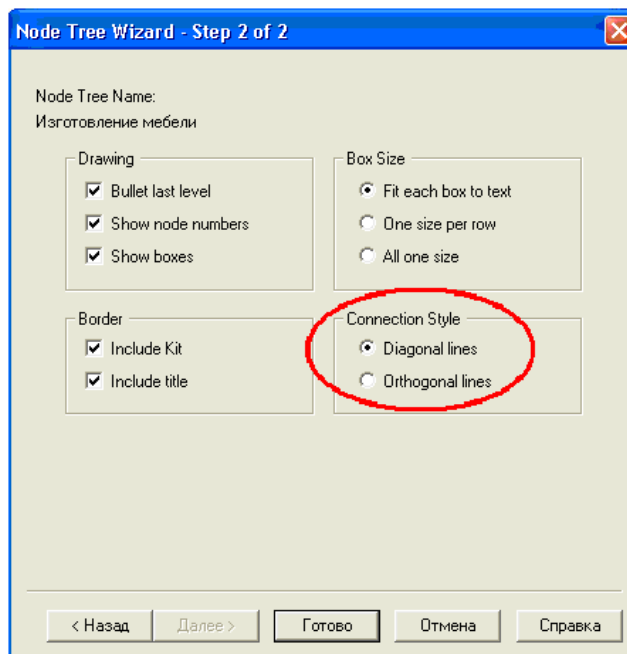 Node Tree Wizard - Step 2 of 2
Node Tree Name:
Изготовление мебели
Drawing
Bullet last level
Show node numbers
Show boxes
Box Size
Fit each box to text
One size per row
All one size
Border
Include Kit
Include title
Connection Style
Diagonal lines
Orthogonal lines
< Назад Далее > Готово Отмена Справка